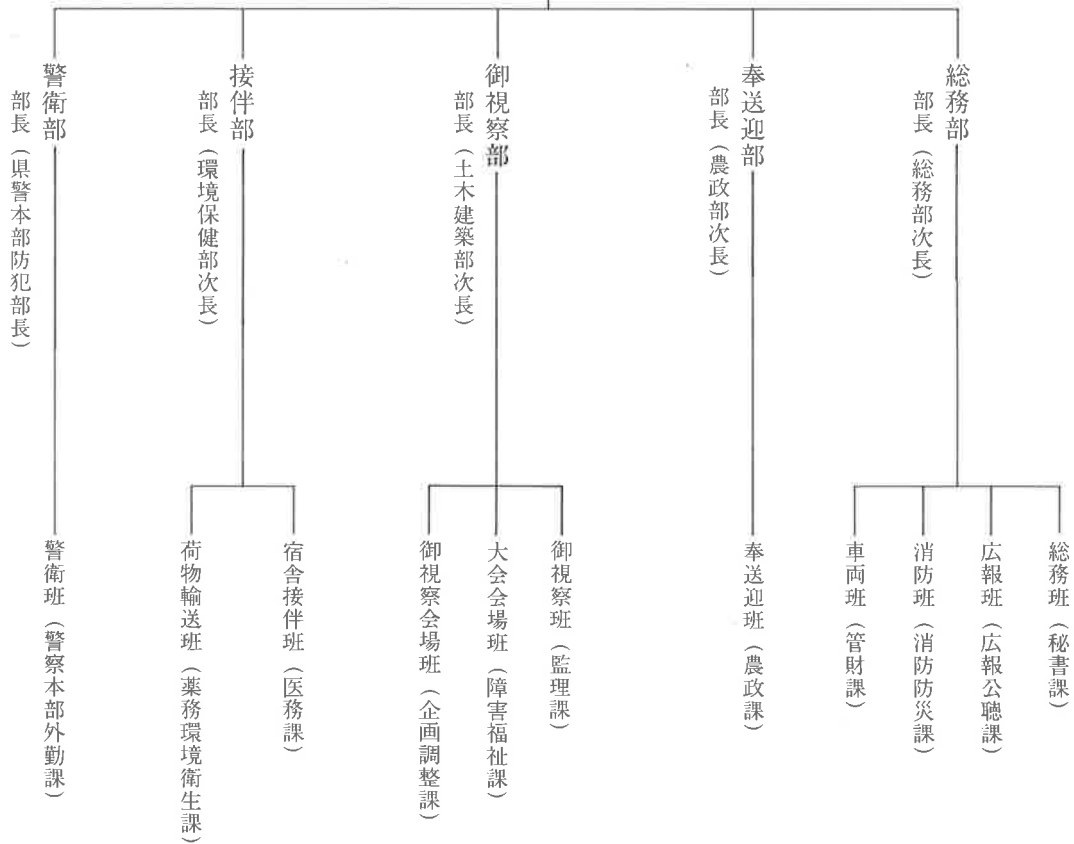 総務部
部長（総務部次長）
奉送迎部
部長（農政部次長）
御視察部
部長（土木建築部次長）
接伴部
部長（環境保健部次長）
警衛部
部長（県警本部防犯部長）
総務班（秘書課）
広報班（広報公聴課）
消防班（消防防災課）
車両班（管財課）
奉送迎班（農政課）
御視察班（監理課）
大会会場班（障害福祉課）
御視察会場班（企画調整課）
宿舎接伴班（医務課）
荷物輸送班（薬務環境衛生課）
警衛班（警察本部外勤課）